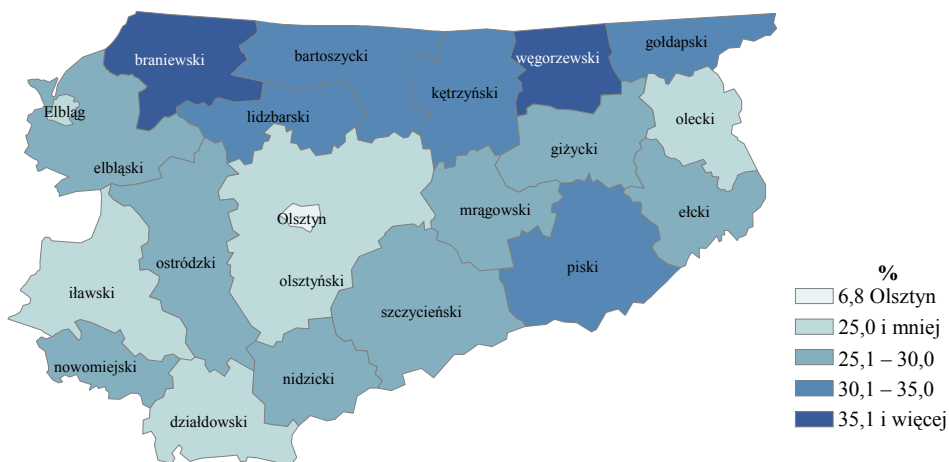 gołdapski
braniewski
bartoszycki
węgorzewski
kętrzyński
Elbląg
lidzbarski
olecki
giżycki
elbląski
mrągowski
ełcki
Olsztyn
ostródzki
piski
olsztyński
iławski
szczycieński
nowomiejski
nidzicki
działdowski
%
6,8 Olsztyn
25,0 i mniej
25,1 – 30,0
30,1 – 35,0
35,1 i więcej